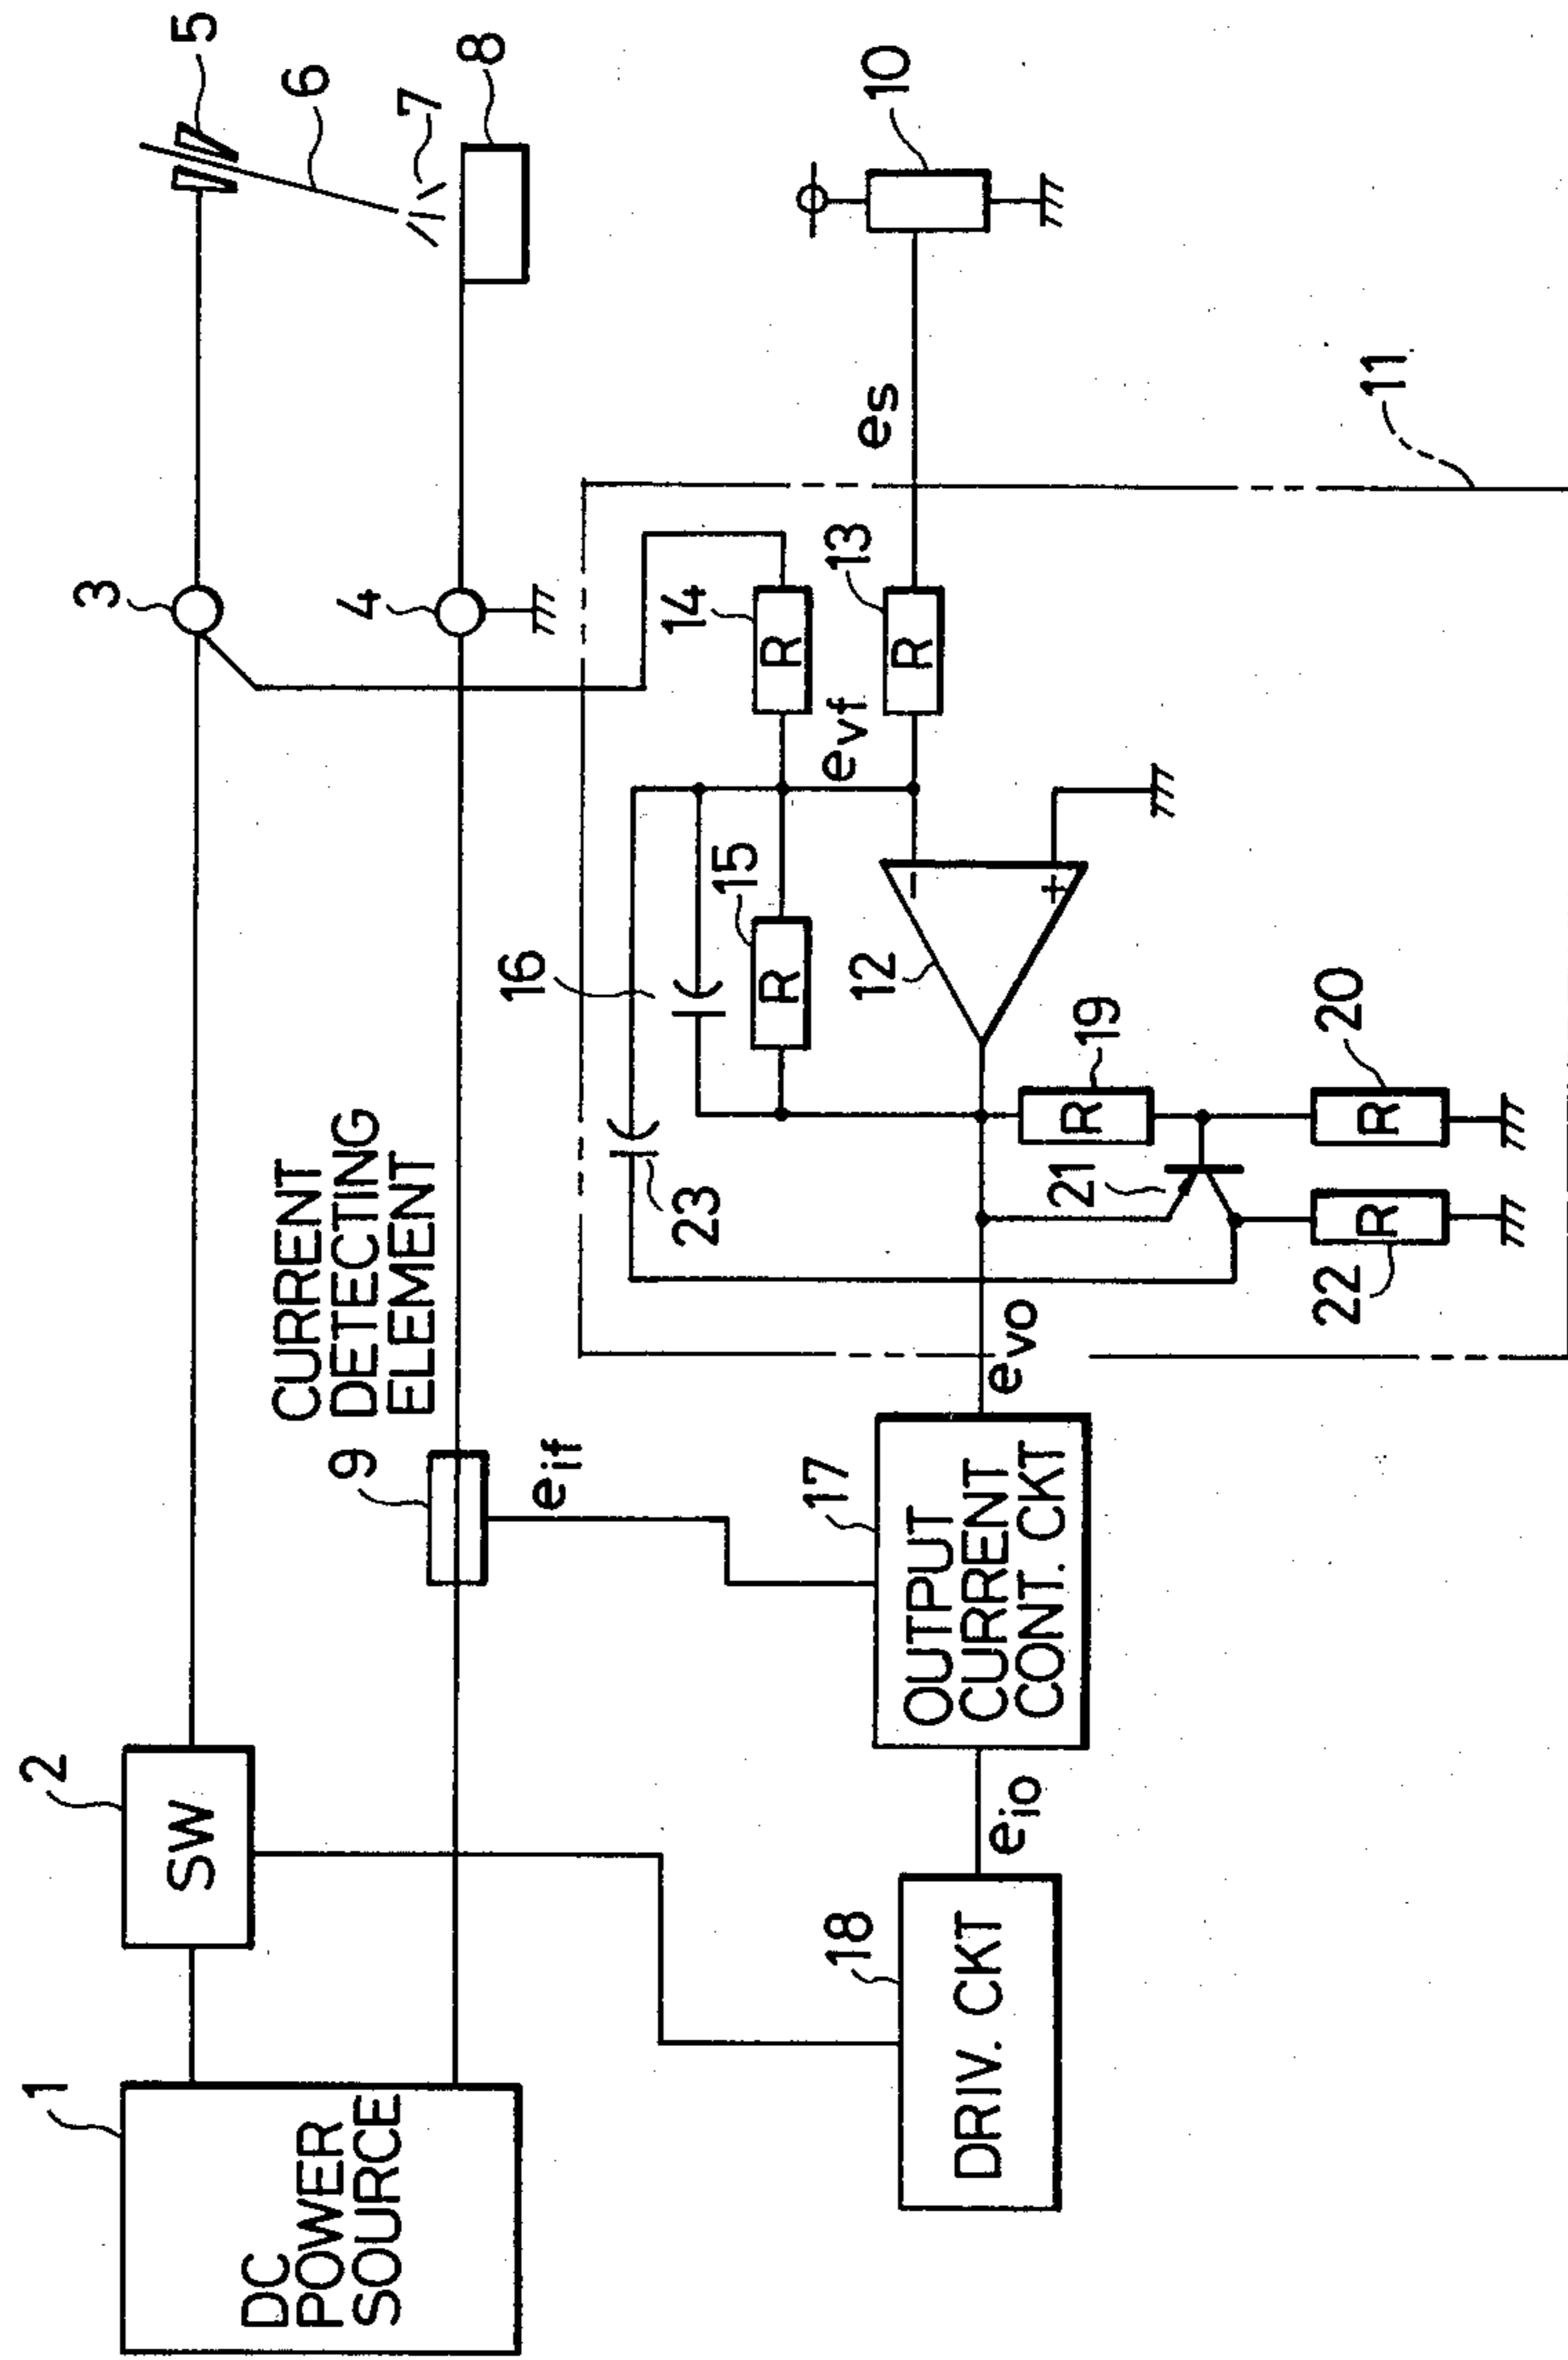 1
DC
POWER
SOURCE
2
SW
3
4
5
6
7
8
CURRENT
DETECTING
ELEMENT
9
eif
10
es
11
14
R
13
R
evf
16
15
R
12
23
19
R
20
R
21
22
R
evo
17
OUTPUT
CURRENT
CONT. CKT
eio
18
DRIV. CKT
-
+